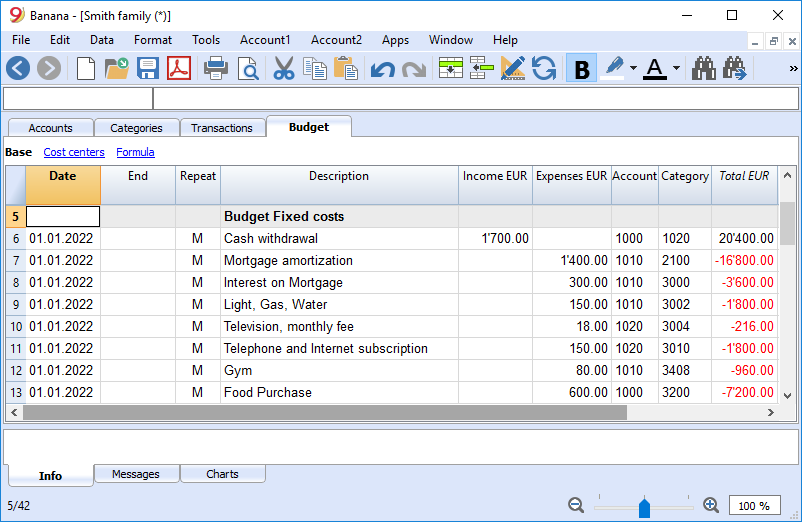 9 Banana - [Smith family (*)]
File Edit Data Format Tools Account1 Account2 Apps Window Help
B A »
Accounts Categories Transactions Budget
Base Cost centers Formula
Date End Repeat Description Income EUR Expenses EUR Account Category Total EUR
5 Budget Fixed costs
6 01.01.2022 M Cash withdrawal 1'700.00 1000 1020 20'400.00
7 01.01.2022 M Mortgage amortization 1'400.00 1010 2100 -16'800.00
8 01.01.2022 M Interest on Mortgage 300.00 1010 3000 -3'600.00
9 01.01.2022 M Light, Gas, Water 150.00 1010 3002 -1'800.00
10 01.01.2022 M Television, monthly fee 18.00 1020 3004 -216.00
11 01.01.2022 M Telephone and Internet subscription 150.00 1020 3010 -1'800.00
12 01.01.2022 M Gym 80.00 1010 3408 -960.00
13 01.01.2022 M Food Purchase 600.00 1000 3200 -7'200.00
Info Messages Charts
5/42 100 %